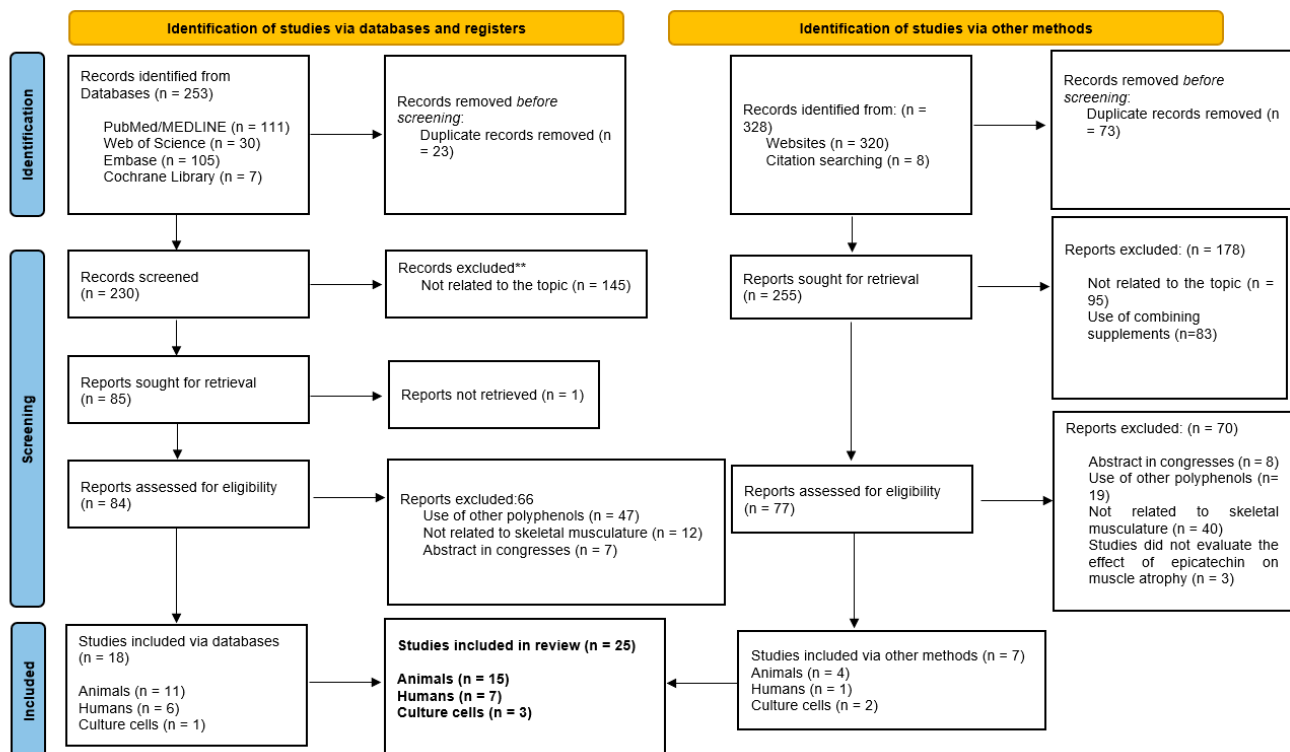 Identification of studies via databases and registers
Identification of studies via other methods
Identification
Records identified from
Databases (n = 253)
PubMed/MEDLINE (n = 111)
Web of Science (n = 30)
Embase (n = 105)
Cochrane Library (n = 7)
Records removed before
screening:
Duplicate records removed (n
= 23)
Records identified from: (n =
328)
Websites (n = 320)
Citation searching (n = 8)
Records removed before
screening:
Duplicate records removed (n
= 73)
Screening
Records screened
(n = 230)
Records excluded**
Not related to the topic (n = 145)
Reports sought for retrieval
(n = 255)
Reports excluded: (n = 178)
Not related to the topic (n =
95)
Use of combining
supplements (n=83)
Reports sought for retrieval
(n = 85)
Reports not retrieved (n = 1)
Reports assessed for eligibility
(n = 84)
Reports excluded:66
Use of other polyphenols (n = 47)
Not related to skeletal musculature (n = 12)
Abstract in congresses (n = 7)
Reports assessed for eligibility
(n = 77)
Reports excluded: (n = 70)
Abstract in congresses (n = 8)
Use of other polyphenols (n=
19)
Not related to skeletal
musculature (n = 40)
Studies did not evaluate the
effect of epicatechin on
muscle atrophy (n = 3)
Included
Studies included via databases
(n = 18)
Animals (n = 11)
Humans (n = 6)
Culture cells (n = 1)
Studies included in review (n = 25)
Animals (n = 15)
Humans (n = 7)
Culture cells (n = 3)
Studies included via other methods (n = 7)
Animals (n = 4)
Humans (n = 1)
Culture cells (n = 2)